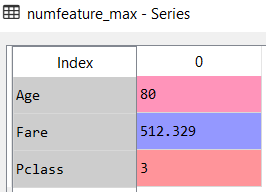 numfeature_max - Series
Index 0
Age 80
Fare 512.329
Pclass 3